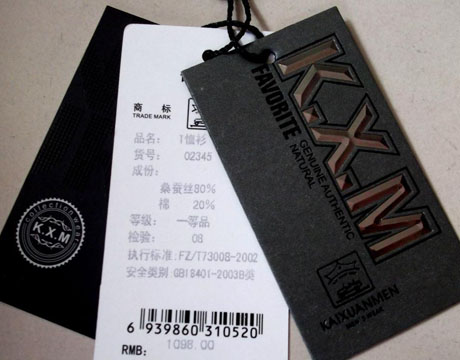 collection wear
K.X.M
商 标
TRADE MARK
品名: T恤衫
货号: 02345
成份:
桑蚕丝80%
棉 20%
等级: 一等品
检验: 08
执行标准:FZ/T73008-2002
安全类别:GB18401-2003B类
6 939860 310520
RMB: 1098.00
K.X.M
FAVORITE
GENUINE AUTHENTIC
NATURAL
KAIXUANMEN